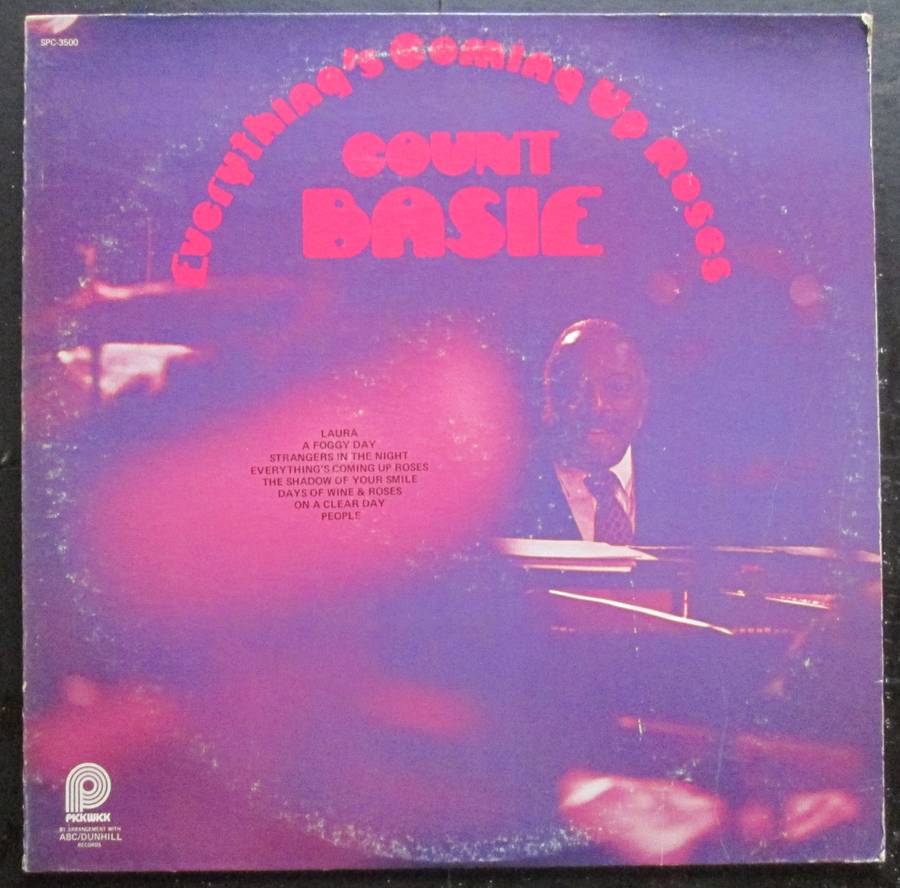 SPC-3500
Everything's Coming Up Roses
COUNT
BASIE
LAURA
A FOGGY DAY
STRANGERS IN THE NIGHT
EVERYTHING'S COMING UP ROSES
THE SHADOW OF YOUR SMILE
DAYS OF WINE & ROSES
ON A CLEAR DAY
PEOPLE
PICKWICK
BY ARRANGEMENT WITH
ABC/DUNHILL
RECORDS